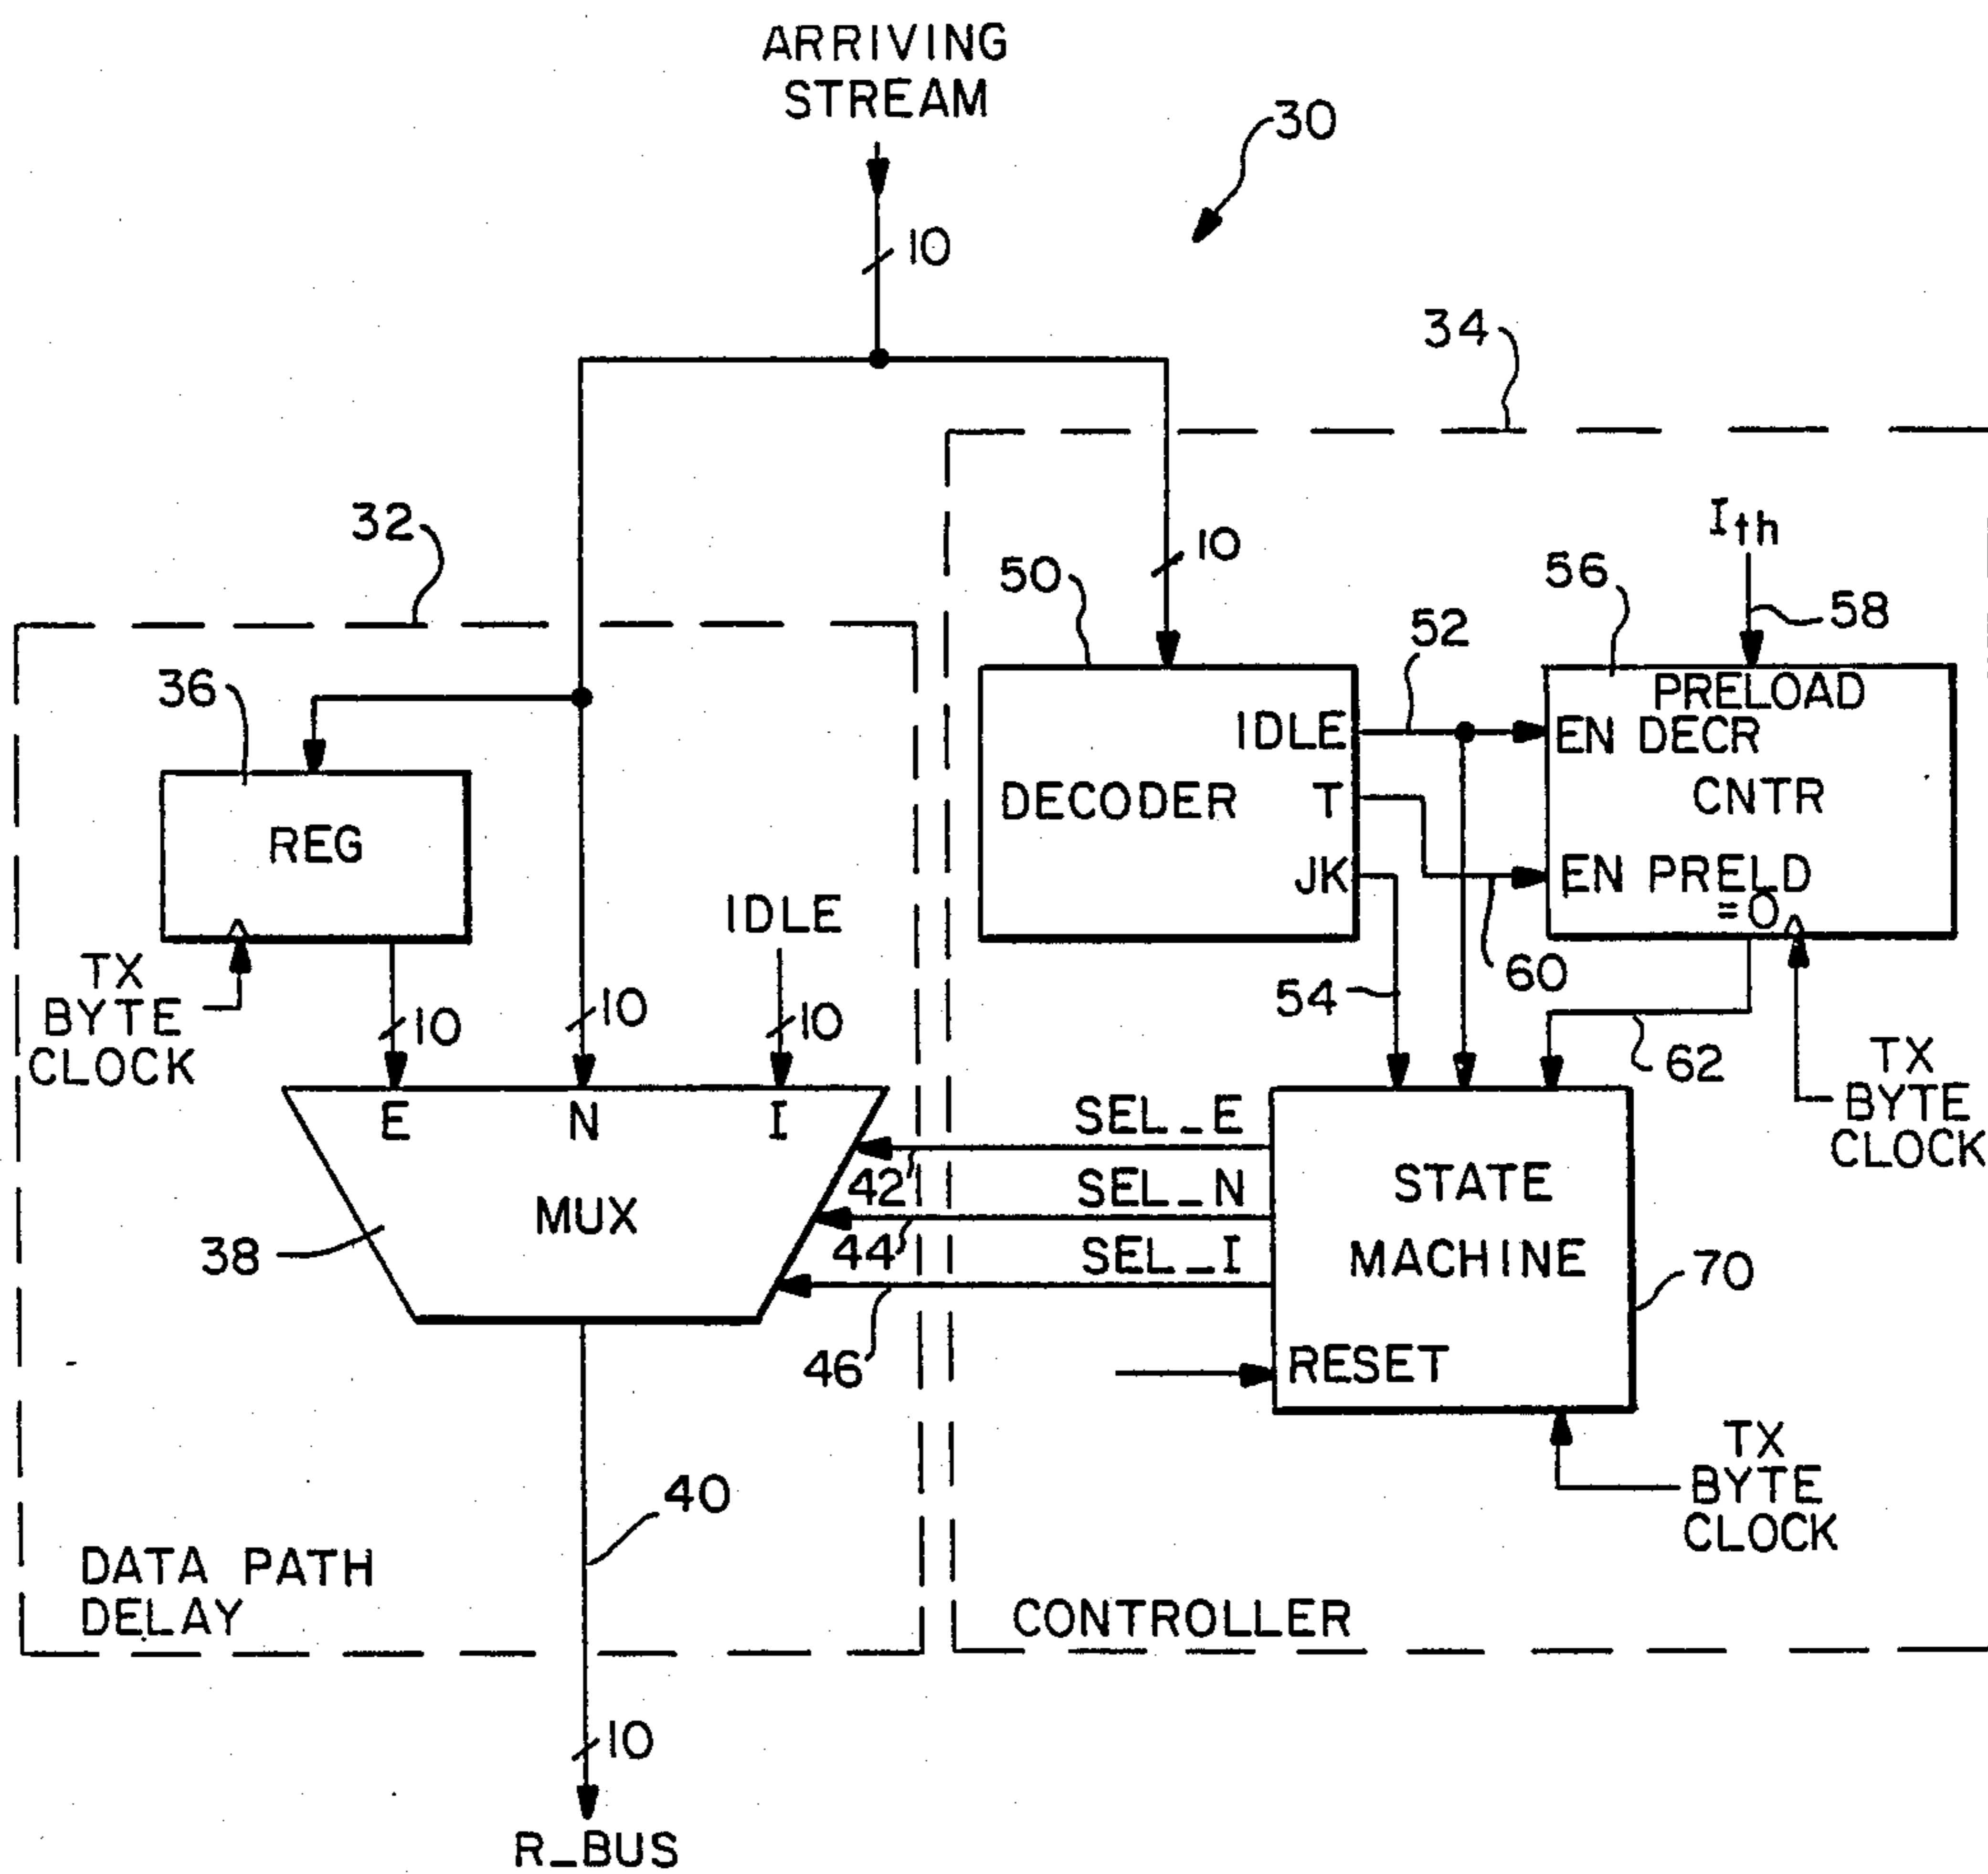 ARRIVING
STREAM
30
10
34
32
10
I th
50
56
58
52
36
PRELOAD
IDLE
EN DECR
DECODER
T
CNTR
REG
JK
EN PRELD
=0
IDLE
TX
BYTE
CLOCK
10
10
10
54
60
62
TX
BYTE
CLOCK
E
N
I
SEL_E
42
SEL_N
44
SEL_I
46
MUX
38
STATE
MACHINE
70
RESET
40
TX
BYTE
CLOCK
DATA PATH
DELAY
CONTROLLER
10
R_BUS